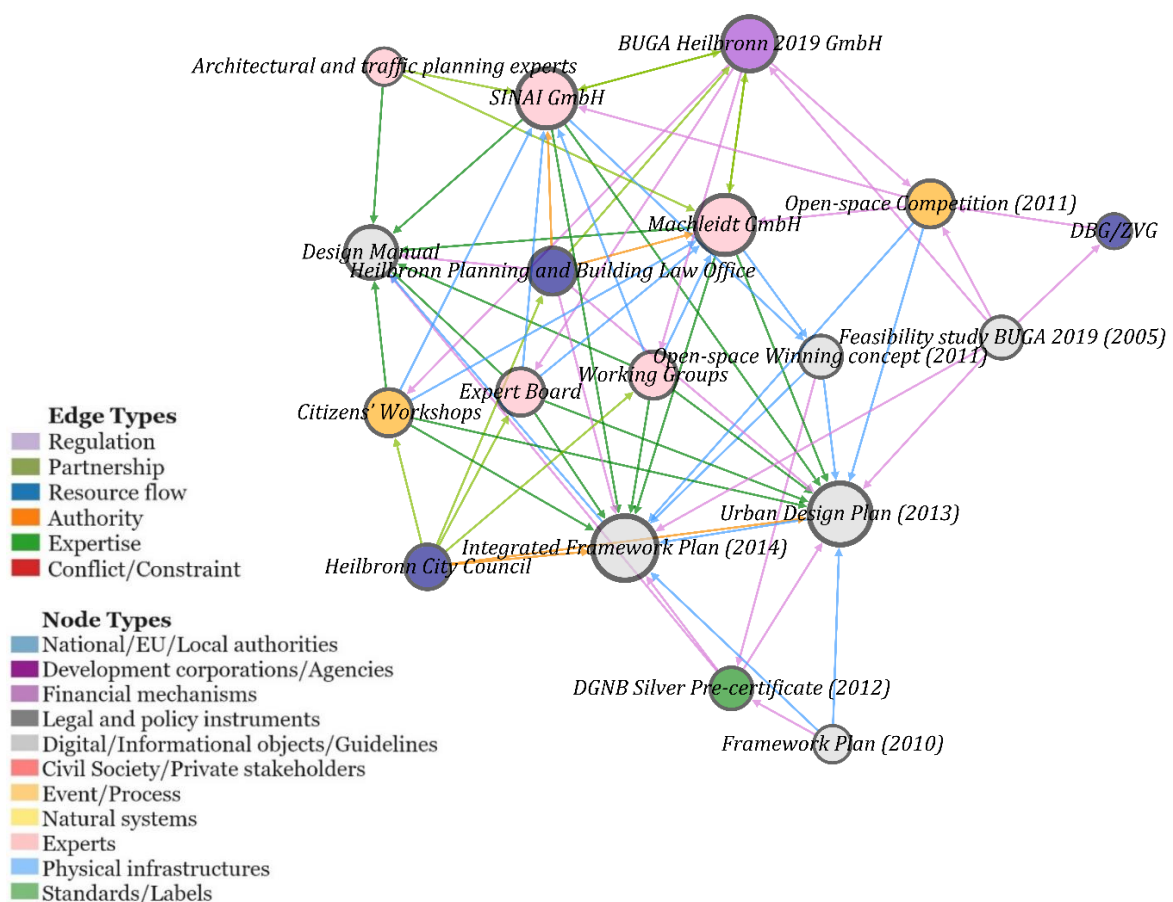 BUGA Heilbronn 2019 GmbH
Architectural and traffic planning experts
SINAI GmbH
Open-space Competition (2011)
Machleidt GmbH
DBG/ZVG
Design Manual
Heilbronn Planning and Building Law Office
Feasibility study BUGA 2019 (2005)
Open-space Winning concept (2011)
Working Groups
Expert Board
Citizens’ Workshops
Urban Design Plan (2013)
Integrated Framework Plan (2014)
Heilbronn City Council
DGNB Silver Pre-certificate (2012)
Framework Plan (2010)
Edge Types
Regulation
Partnership
Resource flow
Authority
Expertise
Conflict/Constraint
Node Types
National/EU/Local authorities
Development corporations/Agencies
Financial mechanisms
Legal and policy instruments
Digital/Informational objects/Guidelines
Civil Society/Private stakeholders
Event/Process
Natural systems
Experts
Physical infrastructures
Standards/Labels